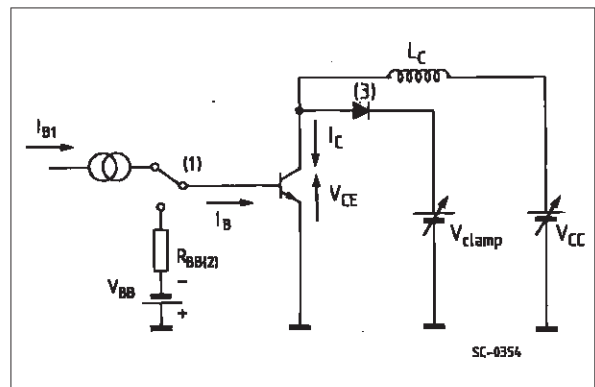 L_C
(3)
I_B1
(1)
I_C
V_CE
I_B
V_clamp
V_CC
R_BB(2)
V_BB
-
+
SC-0354